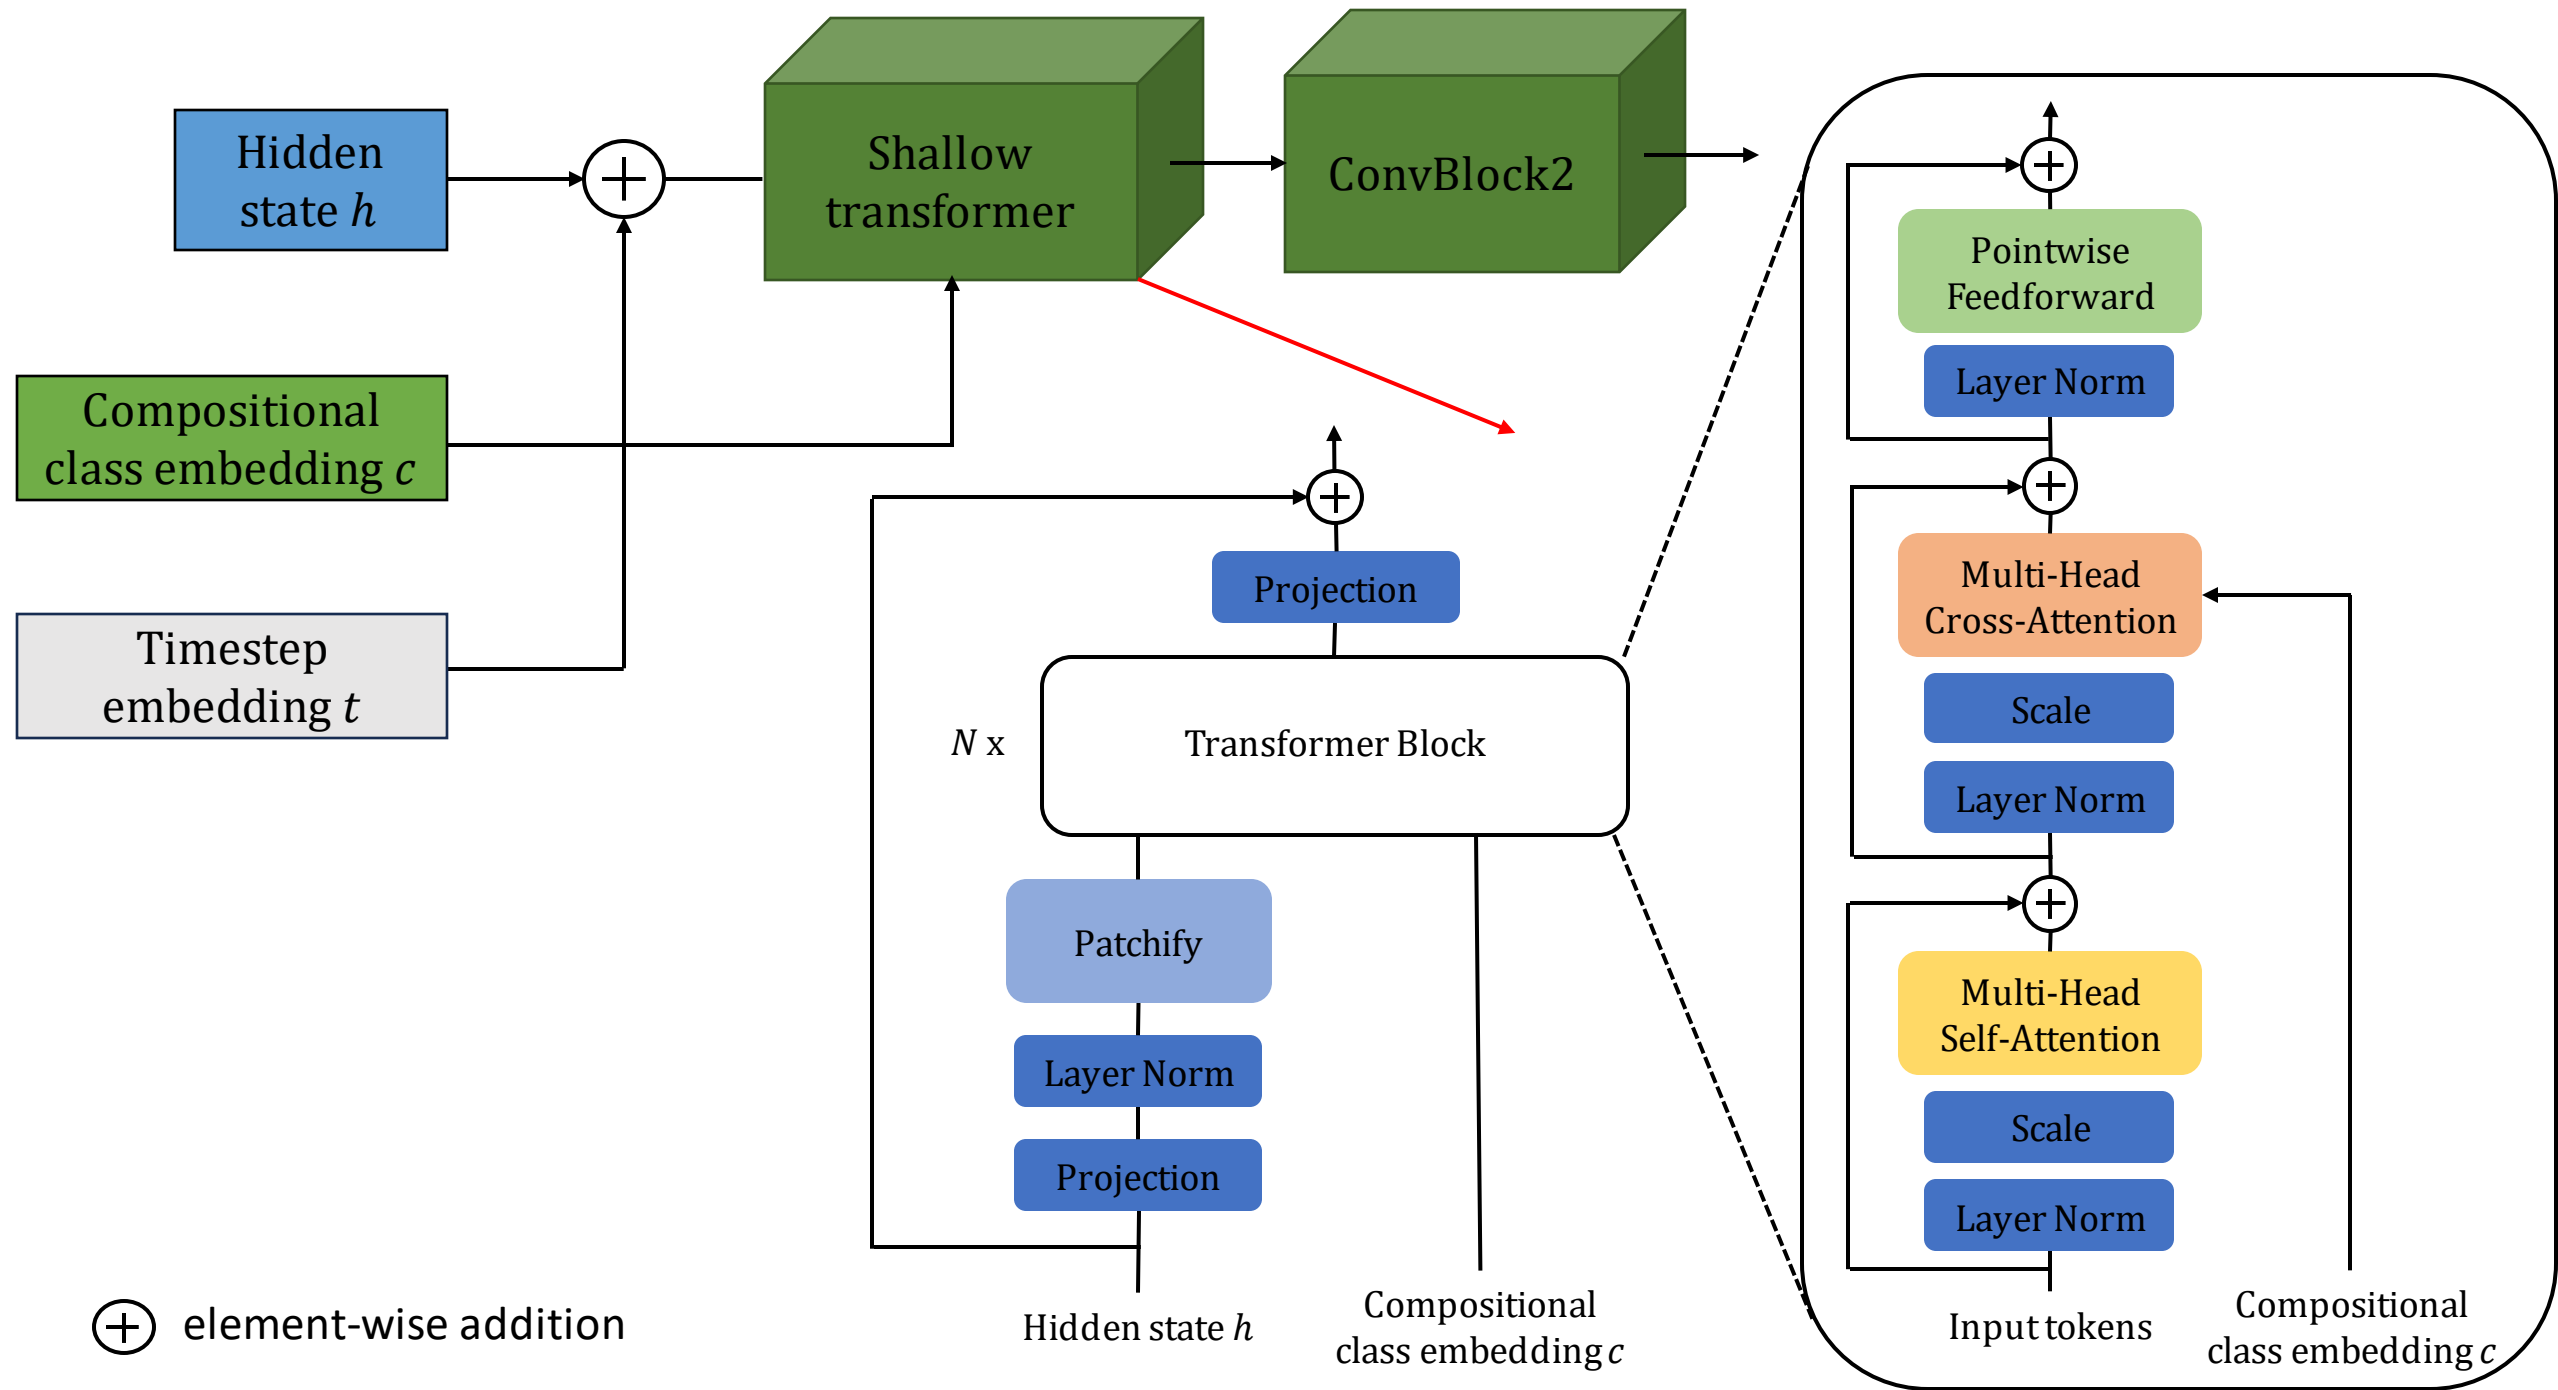 Hidden
state h
Shallow
transformer
ConvBlock2
Compositional
class embedding c
Timestep
embedding t
Projection
N x
Transformer Block
Patchify
Layer Norm
Projection
Hidden state h
Compositional
class embedding c
element-wise addition
Pointwise
Feedforward
Layer Norm
Multi-Head
Cross-Attention
Scale
Layer Norm
Multi-Head
Self-Attention
Scale
Layer Norm
Input tokens
Compositional
class embedding c